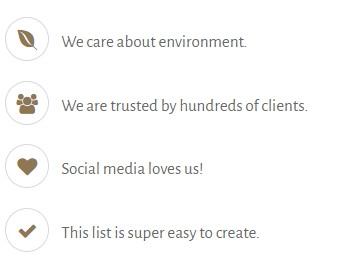 We care about environment.
We are trusted by hundreds of clients.
Social media loves us!
This list is super easy to create.